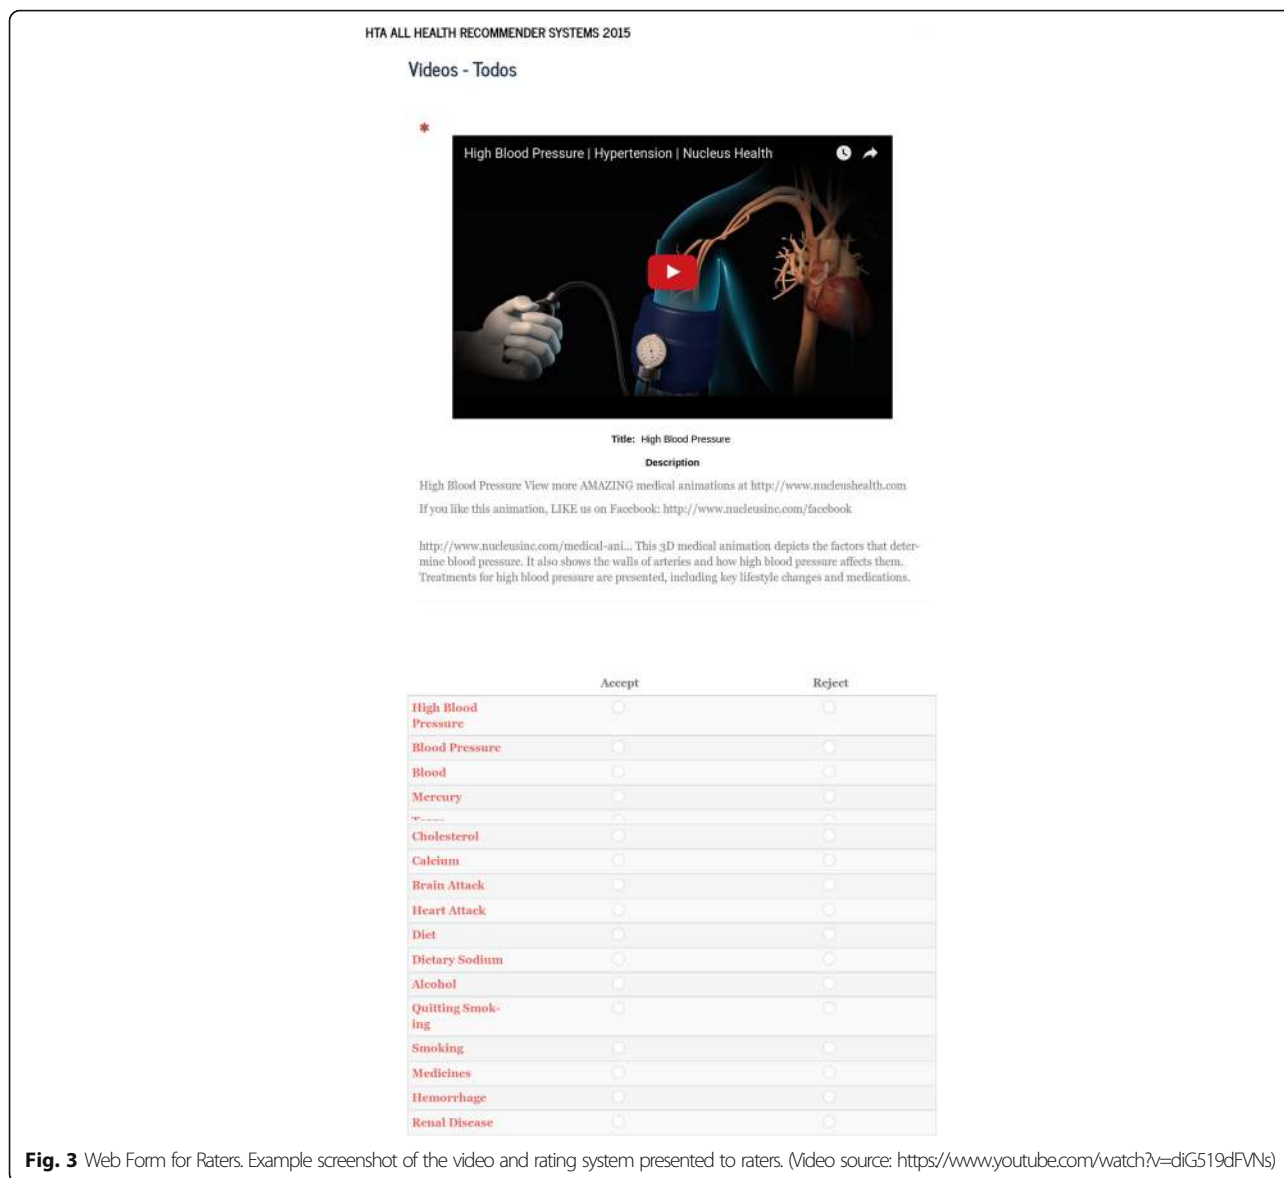 HTA ALL HEALTH RECOMMENDER SYSTEMS 2015
Videos - Todos
*
High Blood Pressure | Hypertension | Nucleus Health
Title: High Blood Pressure
Description
High Blood Pressure View more AMAZING medical animations at http://www.nucleushealth.com
If you like this animation, LIKE us on Facebook: http://www.nucleusinc.com/facebook
http://www.nucleusinc.com/medical-ani... This 3D medical animation depicts the factors that deter-
mine blood pressure. It also shows the walls of arteries and how high blood pressure affects them.
Treatments for high blood pressure are presented, including key lifestyle changes and medications.
Accept Reject
High Blood
Pressure
Blood Pressure
Blood
Mercury
Cholesterol
Calcium
Brain Attack
Heart Attack
Diet
Dietary Sodium
Alcohol
Quitting Smok-
ing
Smoking
Medicines
Hemorrhage
Renal Disease
Fig. 3 Web Form for Raters. Example screenshot of the video and rating system presented to raters. (Video source: https://www.youtube.com/watch?v=diG519dFVNs)